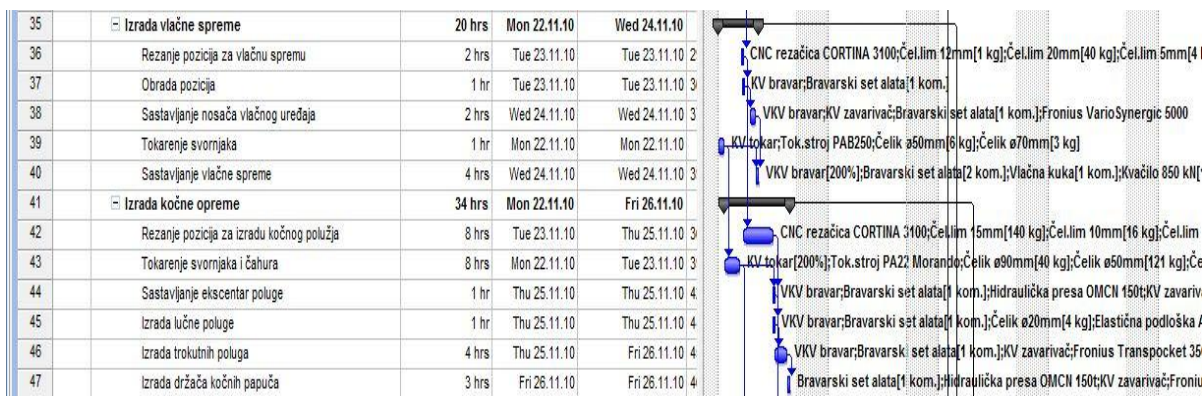 35 Izrada vlačne spreme 20 hrs Mon 22.11.10 Wed 24.11.10
36 Rezanje pozicija za vlačnu spremu 2 hrs Tue 23.11.10 Tue 23.11.10 2 CNC rezačica CORTINA 3100;Čel.lim 12mm[1 kg];Čel.lim 20mm[40 kg];Čel.lim 5mm[4
37 Obrada pozicija 1 hr Tue 23.11.10 Tue 23.11.10 3 KV bravar;Bravarski set alata[1 kom.]
38 Sastavljanje nosača vlačnog uređaja 2 hrs Wed 24.11.10 Wed 24.11.10 3 VKV bravar;KV zavarivač;Bravarski set alata[1 kom.];Fronius VarioSynergic 5000
39 Tokarenje svornjaka 1 hr Mon 22.11.10 Mon 22.11.10 KV tokar;Tok.stroj PAB250;Čelik ø50mm[6 kg];Čelik ø70mm[3 kg]
40 Sastavljanje vlačne spreme 4 hrs Wed 24.11.10 Wed 24.11.10 3 VKV bravar[200%];Bravarski set alata[2 kom.];Vlačna kuka[1 kom.];Kvačilo 850 kN[
41 Izrada kočne opreme 34 hrs Mon 22.11.10 Fri 26.11.10
42 Rezanje pozicija za izradu kočnog polužja 8 hrs Tue 23.11.10 Thu 25.11.10 3 CNC rezačica CORTINA 3100;Čel.lim 15mm[140 kg];Čel.lim 10mm[16 kg];Čel.lim
43 Tokarenje svornjaka i čahura 8 hrs Mon 22.11.10 Tue 23.11.10 3 KV tokar[200%];Tok.stroj PA22 Morando;Čelik ø90mm[40 kg];Čelik ø50mm[121 kg];Če
44 Sastavljanje ekscentar poluge 1 hr Thu 25.11.10 Thu 25.11.10 4 VKV bravar;Bravarski set alata[1 kom.];Hidraulička presa OMCN 150t;KV zavariva
45 Izrada lučne poluge 1 hr Thu 25.11.10 Thu 25.11.10 4 VKV bravar;Bravarski set alata[1 kom.];Čelik ø20mm[4 kg];Elastična podloška A
46 Izrada trokutnih poluga 4 hrs Thu 25.11.10 Fri 26.11.10 4 VKV bravar;Bravarski set alata[1 kom.];KV zavarivač;Fronius Transpocket 35
47 Izrada držača kočnih papuča 3 hrs Fri 26.11.10 Fri 26.11.10 4 Bravarski set alata[1 kom.];Hidraulička presa OMCN 150t;KV zavarivač;Froniu